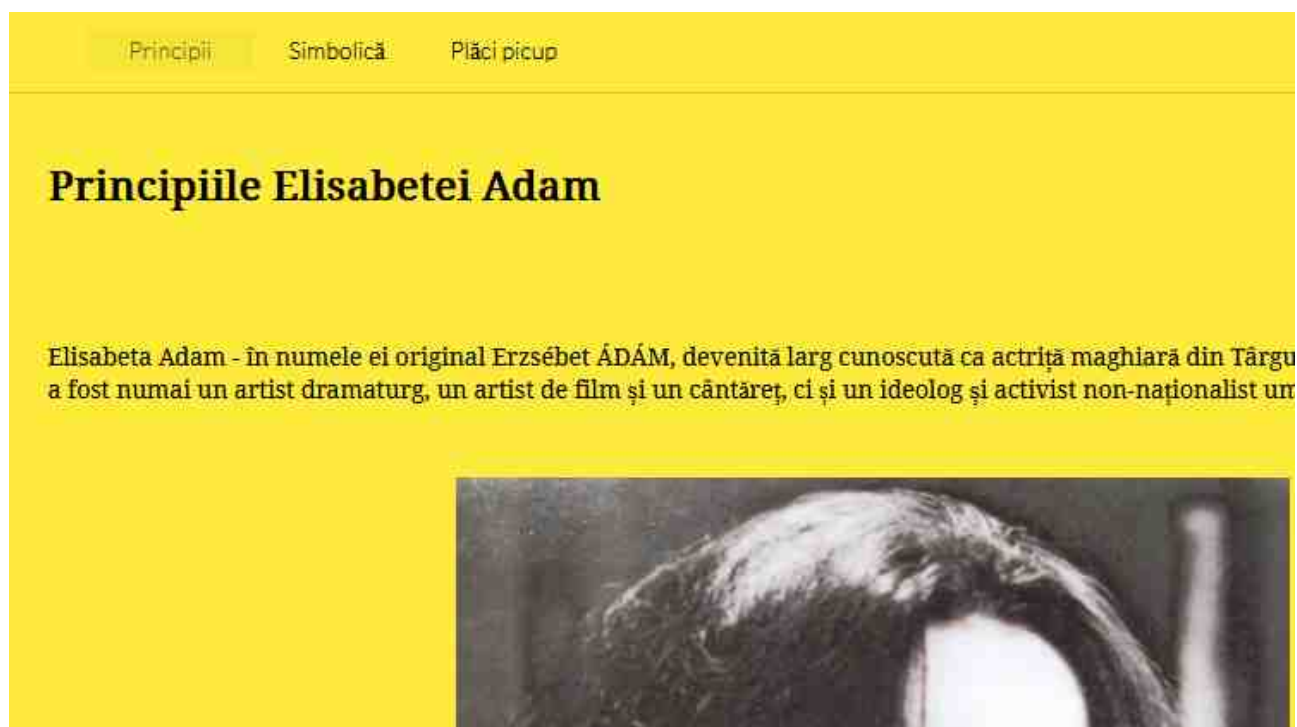 Principii Simbolică Plăci picup
Principiile Elisabetei Adam
Elisabeta Adam - în numele ei original Erzsébet ÁDÁM, devenită larg cunoscută ca actriță maghiară din Târgu
a fost numai un artist dramaturg, un artist de film și un cântăreț, ci și un ideolog și activist non-naționalist um